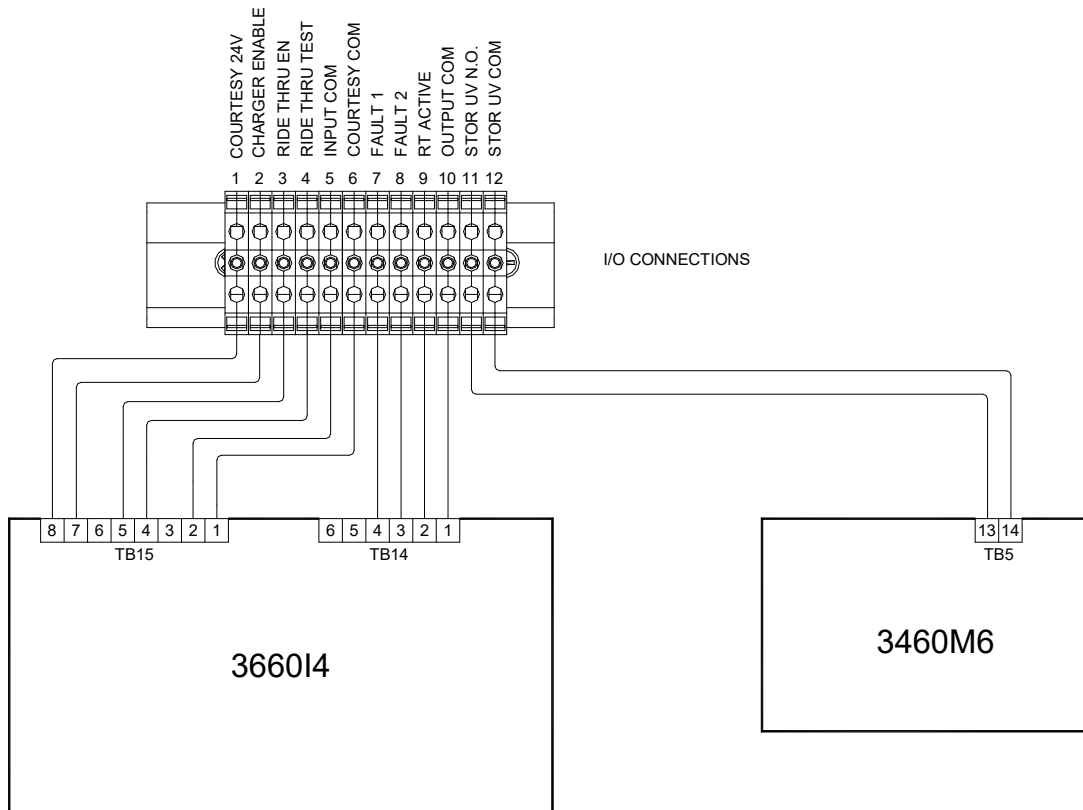 COURTESY 24V
CHARGER ENABLE
RIDE THRU EN
RIDE THRU TEST
INPUT COM
COURTESY COM
FAULT 1
FAULT 2
RT ACTIVE
OUTPUT COM
STOR UV N.O.
STOR UV COM
1 2 3 4 5 6 7 8 9 10 11 12
I/O CONNECTIONS
8 7 6 5 4 3 2 1
TB15
6 5 4 3 2 1
TB14
13 14
TB5
3660I4
3460M6